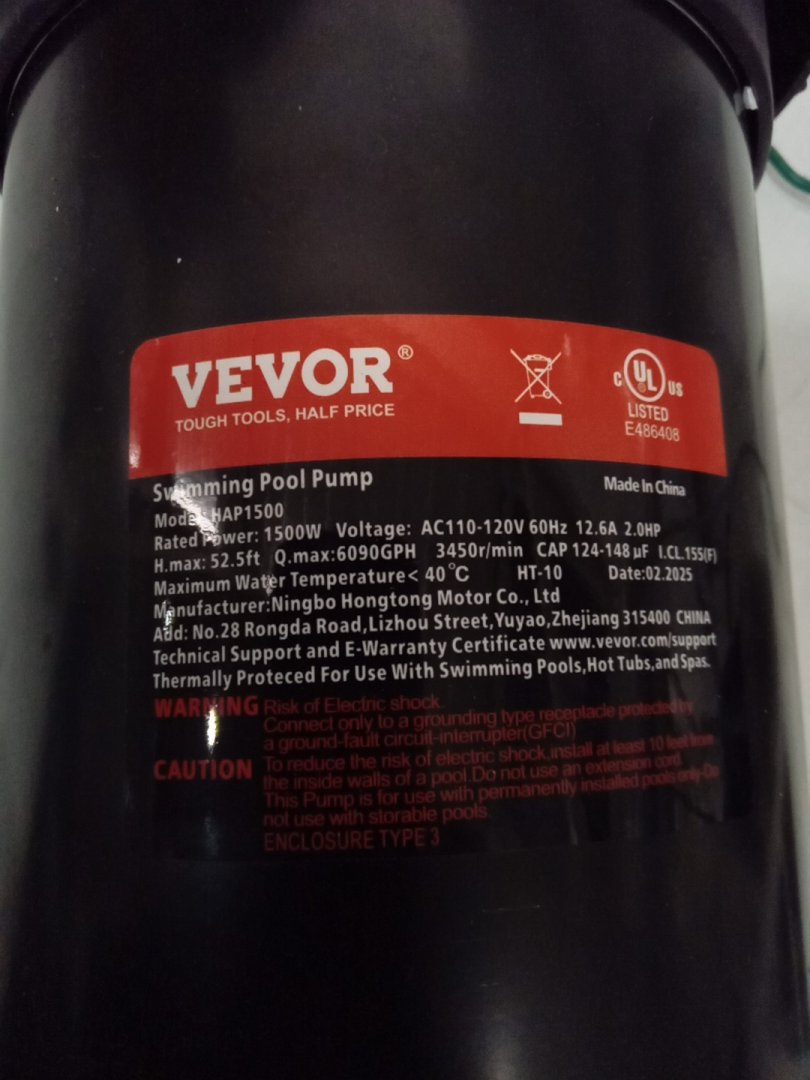 VEVOR®
TOUGH TOOLS, HALF PRICE
C UL US
LISTED
E486408
Swimming Pool Pump
Made In China
Model: HAP1500
Rated Power: 1500W Voltage: AC110-120V 60Hz 12.6A 2.0HP
H.max: 52.5ft Q.max:6090GPH 3450r/min CAP 124-148 µF I.CL.155(F)
Maximum Water Temperature< 40°C HT-10 Date:02.2025
Manufacturer:Ningbo Hongtong Motor Co., Ltd
Add: No.28 Rongda Road,Lizhou Street,Yuyao,Zhejiang 315400 CHINA
Technical Support and E-Warranty Certificate www.vevor.com/support
Thermally Proteced For Use With Swimming Pools,Hot Tubs,and Spas.
WARNING Risk of Electric shock.
Connect only to a grounding type receptacle protected by
a ground-fault circuit-interrupter(GFCI)
CAUTION To reduce the risk of electric shock,install at least 10 feet from
the inside walls of a pool.Do not use an extension cord.
This Pump is for use with permanently installed pools only-Do
not use with storable pools.
ENCLOSURE TYPE 3